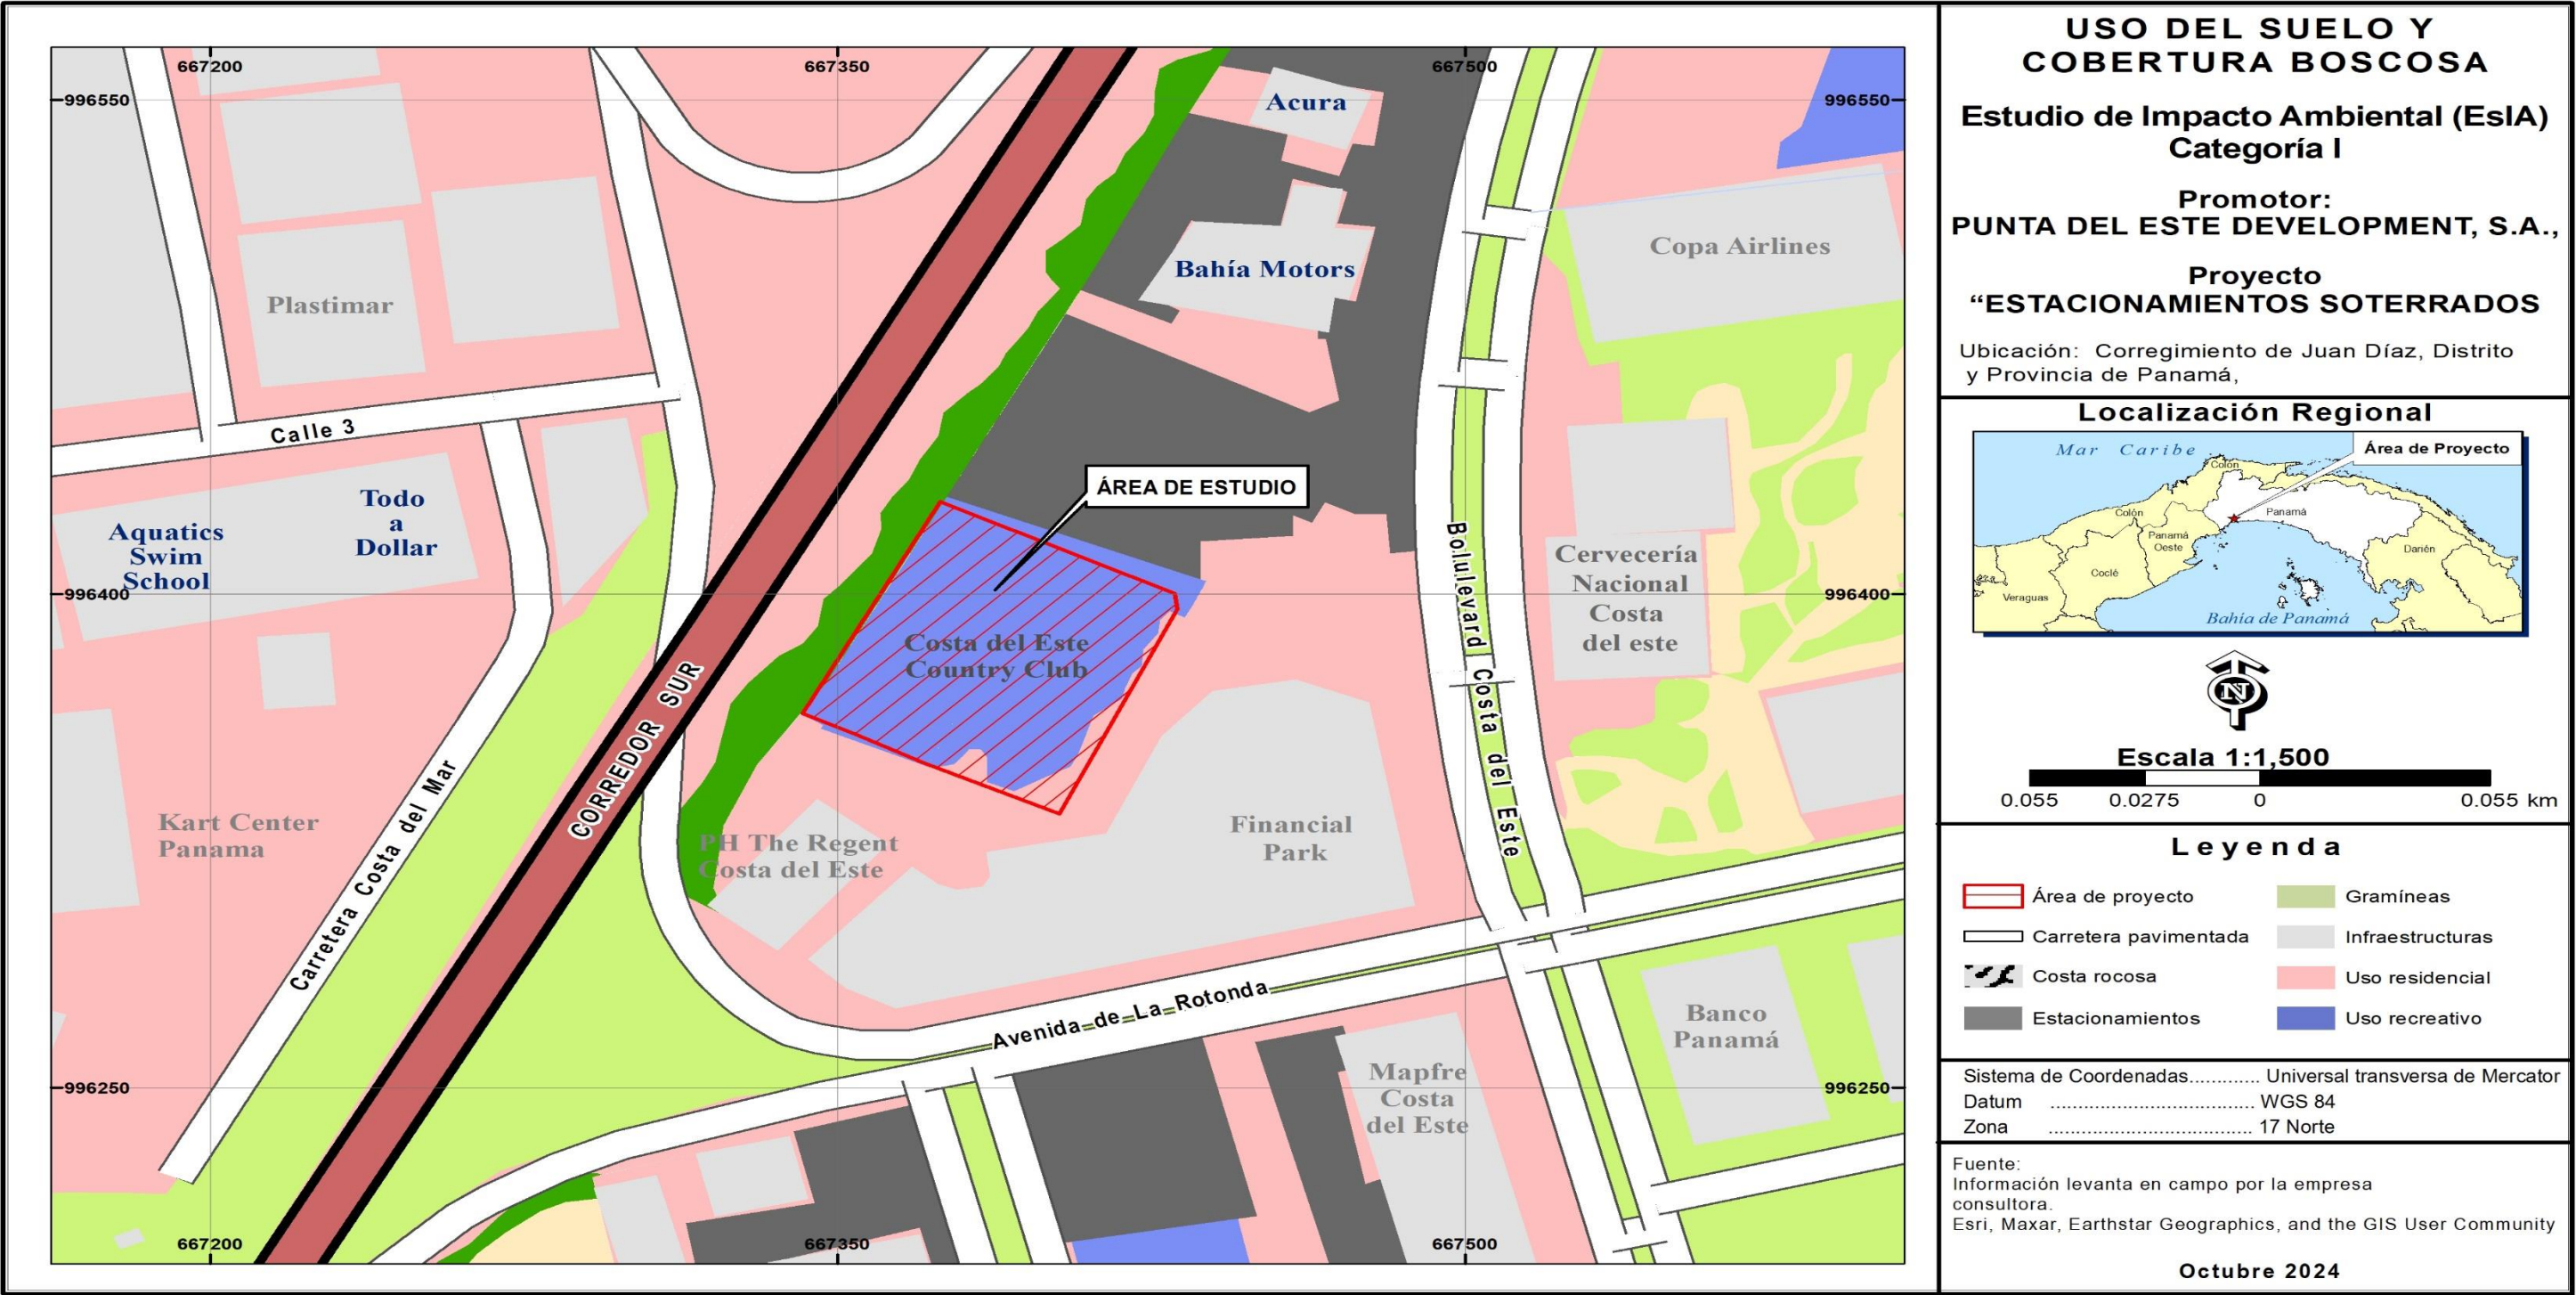 667200
667350
667500
996550
996550
Acura
Copa Airlines
Bahía Motors
Plastimar
Calle 3
ÁREA DE ESTUDIO
Todo
a
Dollar
Aquatics
Swim
School
Cervecería
Nacional
Costa
del este
996400
996400
Costa del Este
Country Club
Bolulevard Costa del Este
CORREDOR SUR
Carretera Costa del Mar
Kart Center
Panama
PH The Regent
Costa del Este
Financial
Park
Avenida de La Rotonda
Banco
Panamá
Mapfre
Costa
del Este
996250
996250
667200
667350
667500
USO DEL SUELO Y
COBERTURA BOSCOSA
Estudio de Impacto Ambiental (EsIA)
Categoría I
Promotor:
PUNTA DEL ESTE DEVELOPMENT, S.A.,
Proyecto
“ESTACIONAMIENTOS SOTERRADOS
Ubicación: Corregimiento de Juan Díaz, Distrito
y Provincia de Panamá,
Localización Regional
Mar Caribe
Área de Proyecto
Colón
Colón
Panamá
Panamá
Oeste
Darién
Coclé
Veraguas
Bahía de Panamá
N
Escala 1:1,500
0.055 0.0275 0 0.055 km
Leyenda
Área de proyecto
Gramíneas
Carretera pavimentada
Infraestructuras
Costa rocosa
Uso residencial
Estacionamientos
Uso recreativo
Sistema de Coordenadas............ Universal transversa de Mercator
Datum ................................... WGS 84
Zona ................................... 17 Norte
Fuente:
Información levanta en campo por la empresa
consultora.
Esri, Maxar, Earthstar Geographics, and the GIS User Community
Octubre 2024